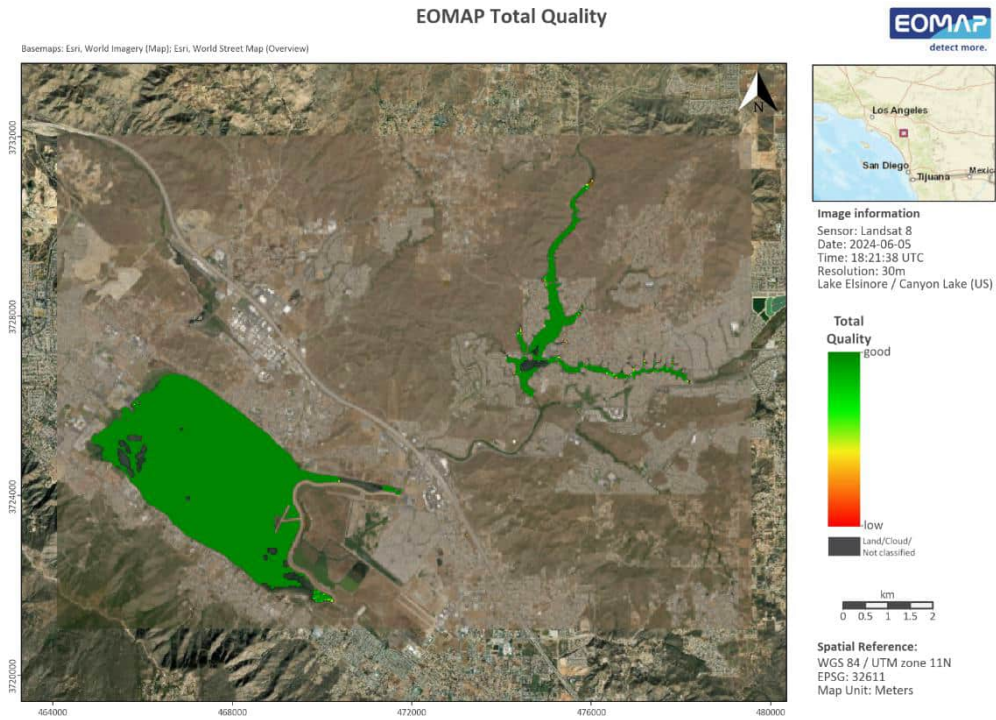 EOMAP Total Quality
EOMAP
detect more.
Basemaps: Esri, World Imagery (Map); Esri, World Street Map (Overview)
N
3732000
3728000
3724000
3720000
464000
468000
472000
476000
480000
Los Angeles
San Diego
Tijuana
Mexic
Image information
Sensor: Landsat 8
Date: 2024-06-05
Time: 18:21:38 UTC
Resolution: 30m
Lake Elsinore / Canyon Lake (US)
Total
Quality
good
low
Land/Cloud/
Not classified
km
0 0.5 1 1.5 2
Spatial Reference:
WGS 84 / UTM zone 11N
EPSG: 32611
Map Unit: Meters